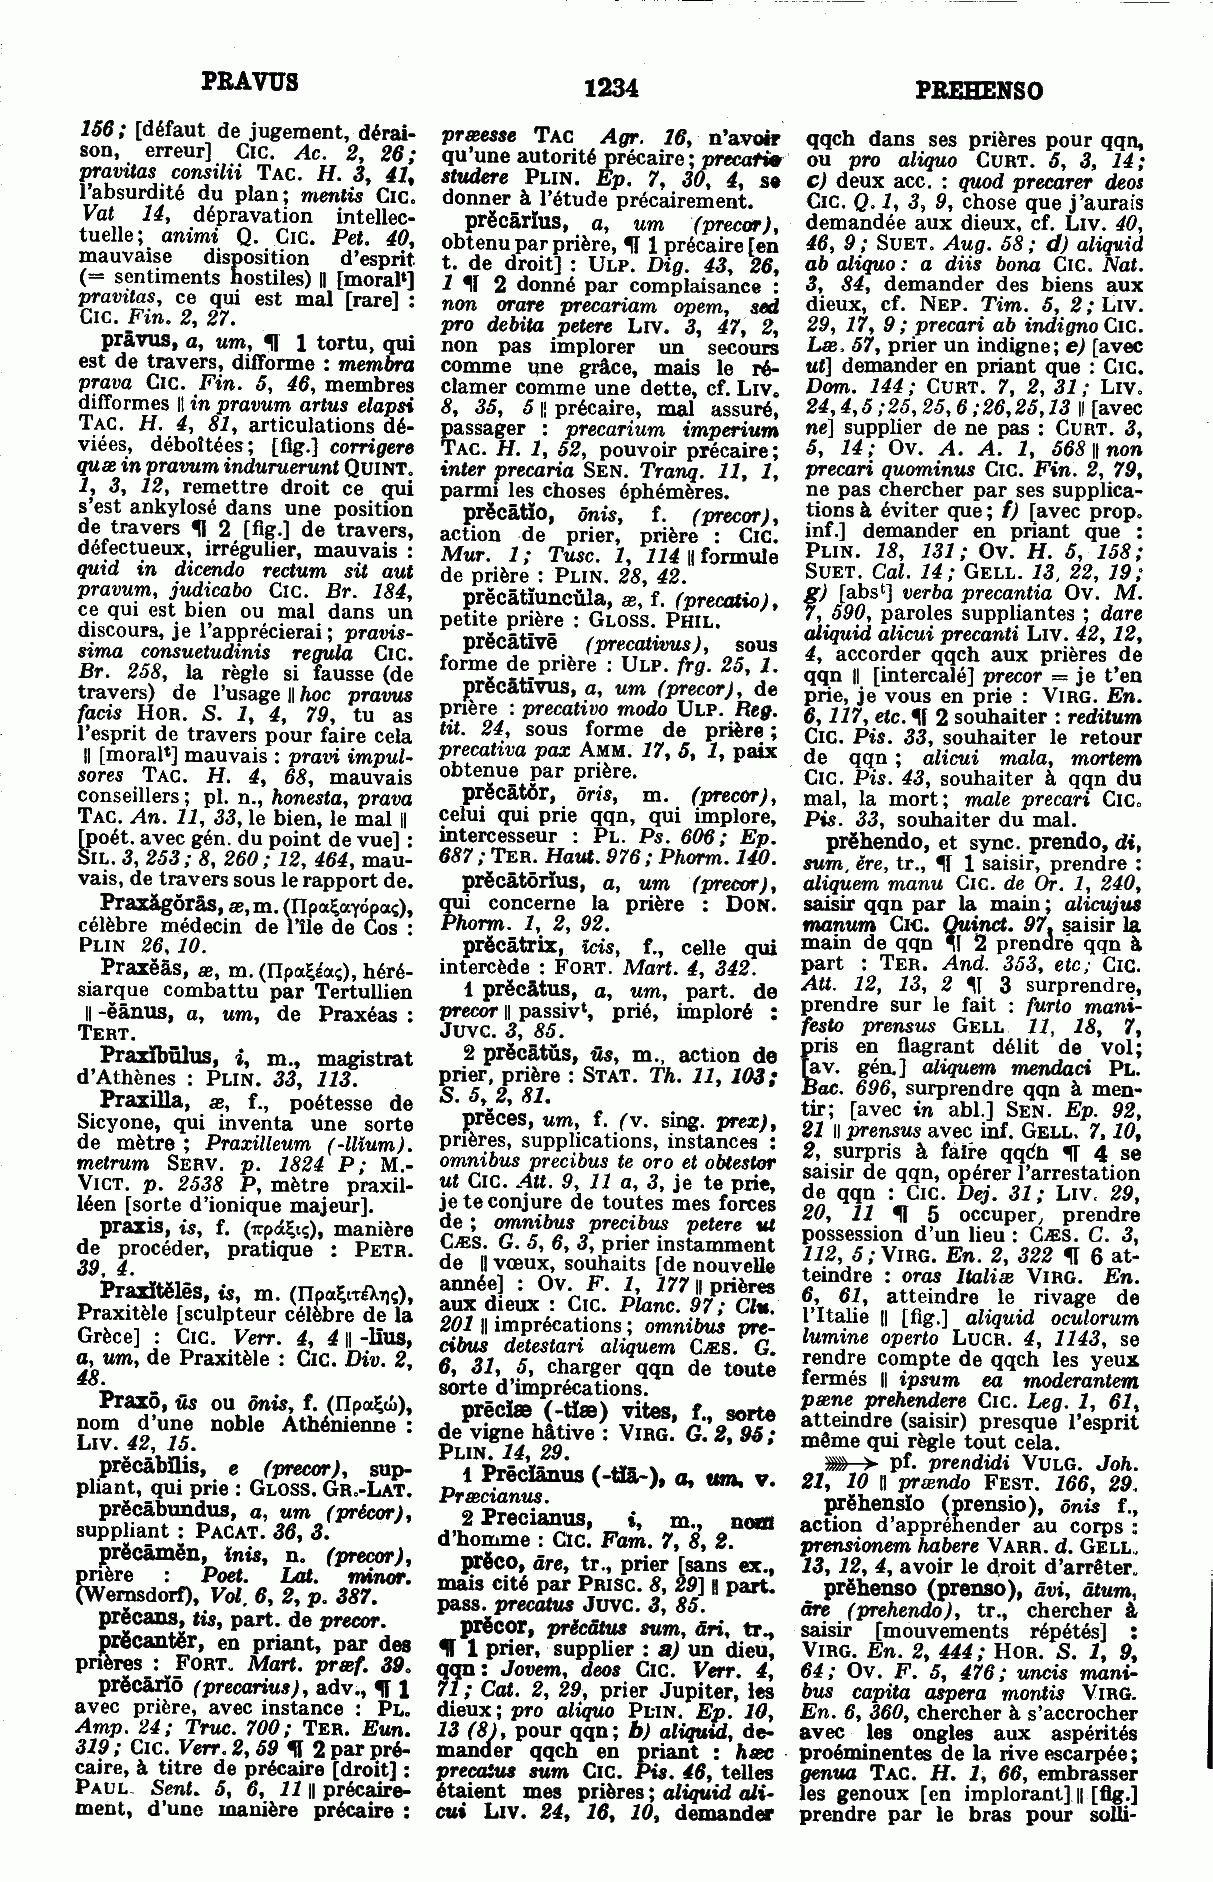 PRAVUS
1234
PREHENSO
156; [défaut de jugement, dérai-
son, erreur] CIC. Ac. 2, 26;
pravitas consilii TAC. H. 3, 41,
l'absurdité du plan; mentis CIC.
Vat 14, dépravation intellec-
tuelle; animi Q. CIC. Pet. 40,
mauvaise disposition d'esprit
(= sentiments hostiles) || [moralt]
pravitas, ce qui est mal [rare] :
CIC. Fin. 2, 27.
prāvus, a, um, ¶ 1 tortu, qui
est de travers, difforme : membra
prava CIC. Fin. 5, 46, membres
difformes || in pravum artus elapsi
TAC. H. 4, 81, articulations dé-
viées, déboîtées; [fig.] corrigere
quæ in pravum induruerunt QUINT.
1, 3, 12, remettre droit ce qui
s'est ankylosé dans une position
de travers ¶ 2 [fig.] de travers,
défectueux, irrégulier, mauvais :
quid in dicendo rectum sit aut
pravum, judicabo CIC. Br. 184,
ce qui est bien ou mal dans un
discours, je l'apprécierai; pravis-
sima consuetudinis regula CIC.
Br. 258, la règle si fausse (de
travers) de l'usage || hoc pravus
facis HOR. S. 1, 4, 79, tu as
l'esprit de travers pour faire cela
|| [moralt] mauvais : pravi impul-
sores TAC. H. 4, 68, mauvais
conseillers; pl. n., honesta, prava
TAC. An. 11, 33, le bien, le mal ||
[poét. avec gén. du point de vue] :
SIL. 3, 253; 8, 260; 12, 464, mau-
vais, de travers sous le rapport de.
Praxăgŏrās, æ, m. (Πραξαγόρας),
célèbre médecin de l'île de Cos :
PLIN 26, 10.
Praxĕās, æ, m. (Πραξέας), héré-
siarque combattu par Tertullien
|| -ĕānus, a, um, de Praxéas :
TERT.
Praxĭbūlus, i, m., magistrat
d'Athènes : PLIN. 33, 113.
Praxilla, æ, f., poétesse de
Sicyone, qui inventa une sorte
de mètre; Praxilleum (-llium).
metrum SERV. p. 1824 P; M.-
VICT. p. 2538 P, mètre praxil-
léen [sorte d'ionique majeur].
praxis, is, f. (πρᾶξις), manière
de procéder, pratique : PETR.
39, 4.
Praxĭtĕlēs, is, m. (Πραξιτέλης),
Praxitèle [sculpteur célèbre de la
Grèce] : CIC. Verr. 4, 4 || -līus,
a, um, de Praxitèle : CIC. Div. 2,
48.
Praxō, ūs ou ōnis, f. (Πραξώ),
nom d'une noble Athénienne :
LIV. 42, 15.
prĕcābĭlis, e (precor), sup-
pliant, qui prie : GLOSS. GR.-LAT.
prĕcābundus, a, um (précor),
suppliant : PACAT. 36, 3.
prĕcāmĕn, ĭnis, n. (precor),
prière : Poet. Lat. minor.
(Wernsdorf), Vol. 6, 2, p. 387.
prĕcans, tis, part. de precor.
prĕcantĕr, en priant, par des
prières : FORT. Mart. præf. 39.
prĕcārĭō (precarius), adv., ¶ 1
avec prière, avec instance : PL.
Amp. 24; Truc. 700; TER. Eun.
319; CIC. Verr. 2, 59 ¶ 2 par pré-
caire, à titre de précaire [droit] :
PAUL. Sent. 5, 6, 11 || précaire-
ment, d'une manière précaire :
præesse TAC Agr. 16, n'avoir
qu'une autorité précaire; precario
studere PLIN. Ep. 7, 30, 4, se
donner à l'étude précairement.
prĕcārĭus, a, um (precor),
obtenu par prière, ¶ 1 précaire [en
t. de droit] : ULP. Dig. 43, 26,
1 ¶ 2 donné par complaisance :
non orare precariam opem, sed
pro debita petere LIV. 3, 47, 2,
non pas implorer un secours
comme une grâce, mais le ré-
clamer comme une dette, cf. LIV.
8, 35, 5 || précaire, mal assuré,
passager : precarium imperium
TAC. H. 1, 52, pouvoir précaire;
inter precaria SEN. Tranq. 11, 1,
parmi les choses éphémères.
prĕcātĭo, ōnis, f. (precor),
action de prier, prière : CIC.
Mur. 1; Tusc. 1, 114 || formule
de prière : PLIN. 28, 42.
prĕcātĭuncŭla, æ, f. (precatio),
petite prière : GLOSS. PHIL.
prĕcātīvē (precativus), sous
forme de prière : ULP. frg. 25, 1.
prĕcātīvus, a, um (precor), de
prière : precativo modo ULP. Reg.
tit. 24, sous forme de prière;
precativa pax AMM. 17, 5, 1, paix
obtenue par prière.
prĕcātŏr, ōris, m. (precor),
celui qui prie qqn, qui implore,
intercesseur : PL. Ps. 606; Ep.
687; TER. Haut. 976; Phorm. 140.
prĕcātōrĭus, a, um (precor),
qui concerne la prière : DON.
Phorm. 1, 2, 92.
prĕcātrix, īcis, f., celle qui
intercède : FORT. Mart. 4, 342.
1 prĕcātus, a, um, part. de
precor || passivt, prié, imploré :
JUVC. 3, 85.
2 prĕcātŭs, ūs, m., action de
prier, prière : STAT. Th. 11, 103;
S. 5, 2, 81.
prĕces, um, f. (v. sing. prex),
prières, supplications, instances :
omnibus precibus te oro et obtestor
ut CIC. Att. 9, 11 a, 3, je te prie,
je te conjure de toutes mes forces
de; omnibus precibus petere ut
CÆS. G. 5, 6, 3, prier instamment
de || vœux, souhaits [de nouvelle
année] : OV. F. 1, 177 || prières
aux dieux : CIC. Planc. 97; Clu.
201 || imprécations; omnibus pre-
cibus detestari aliquem CÆS. G.
6, 31, 5, charger qqn de toute
sorte d'imprécations.
prĕcĭæ (-tĭæ) vites, f., sorte
de vigne hâtive : VIRG. G. 2, 95;
PLIN. 14, 29.
1 Prĕcĭānus (-tĭā-), a, um, v.
Præcianus.
2 Precianus, i, m., nom
d'homme : CIC. Fam. 7, 8, 2.
prĕco, āre, tr., prier [sans ex.,
mais cité par PRISC. 8, 29] || part.
pass. precatus JUVC. 3, 85.
prĕcor, prĕcātus sum, āri, tr.,
¶ 1 prier, supplier : a) un dieu,
qqn : Jovem, deos CIC. Verr. 4,
71; Cat. 2, 29, prier Jupiter, les
dieux; pro aliquo PLIN. Ep. 10,
13 (8), pour qqn; b) aliquid, de-
mander qqch en priant : hæc
precatus sum CIC. Pis. 46, telles
étaient mes prières; aliquid ali-
cui LIV. 24, 16, 10, demander
qqch dans ses prières pour qqn,
ou pro aliquo CURT. 5, 3, 14;
c) deux acc. : quod precarer deos
CIC. Q. 1, 3, 9, chose que j'aurais
demandée aux dieux, cf. LIV. 40,
46, 9; SUET. Aug. 58; d) aliquid
ab aliquo : a diis bona CIC. Nat.
3, 84, demander des biens aux
dieux, cf. NEP. Tim. 5, 2; LIV.
29, 17, 9; precari ab indigno CIC.
Læ. 57, prier un indigne; e) [avec
ut] demander en priant que : CIC.
Dom. 144; CURT. 7, 2, 31; LIV.
24, 4, 5; 25, 25, 6; 26, 25, 13 || [avec
ne] supplier de ne pas : CURT. 3,
5, 14; OV. A. A. 1, 568 || non
precari quominus CIC. Fin. 2, 79,
ne pas chercher par ses supplica-
tions à éviter que; f) [avec prop.
inf.] demander en priant que :
PLIN. 18, 131; OV. H. 5, 158;
SUET. Cal. 14; GELL. 13, 22, 19;
g) [abst] verba precantia OV. M.
7, 590, paroles suppliantes; dare
aliquid alicui precanti LIV. 42, 12,
4, accorder qqch aux prières de
qqn || [intercalé] precor = je t'en
prie, je vous en prie : VIRG. En.
6, 117, etc. ¶ 2 souhaiter : reditum
CIC. Pis. 33, souhaiter le retour
de qqn; alicui mala, mortem
CIC. Pis. 43, souhaiter à qqn du
mal, la mort; male precari CIC.
Pis. 33, souhaiter du mal.
prĕhendo, et sync. prendo, di,
sum, ĕre, tr., ¶ 1 saisir, prendre :
aliquem manu CIC. de Or. 1, 240,
saisir qqn par la main; alicujus
manum CIC. Quinct. 97, saisir la
main de qqn ¶ 2 prendre qqn à
part : TER. And. 353, etc; CIC.
Att. 12, 13, 2 ¶ 3 surprendre,
prendre sur le fait : furto mani-
festo prensus GELL 11, 18, 7,
pris en flagrant délit de vol;
[av. gén.] aliquem mendaci PL.
Bac. 696, surprendre qqn à men-
tir; [avec in abl.] SEN. Ep. 92,
21 || prensus avec inf. GELL. 7, 10,
2, surpris à faire qqch ¶ 4 se
saisir de qqn, opérer l'arrestation
de qqn : CIC. Dej. 31; LIV. 29,
20, 11 ¶ 5 occuper, prendre
possession d'un lieu : CÆS. C. 3,
112, 5; VIRG. En. 2, 322 ¶ 6 at-
teindre : oras Italiæ VIRG. En.
6, 61, atteindre le rivage de
l'Italie || [fig.] aliquid oculorum
lumine operto LUCR. 4, 1143, se
rendre compte de qqch les yeux
fermés || ipsum ea moderantem
pæne prehendere CIC. Leg. 1, 61,
atteindre (saisir) presque l'esprit
même qui règle tout cela.
⟶ pf. prendidi VULG. Joh.
21, 10 || prændo FEST. 166, 29.
prĕhensĭo (prensio), ōnis f.,
action d'appréhender au corps :
prensionem habere VARR. d. GELL.
13, 12, 4, avoir le droit d'arrêter.
prĕhenso (prenso), āvi, ātum,
āre (prehendo), tr., chercher à
saisir [mouvements répétés] :
VIRG. En. 2, 444; HOR. S. 1, 9,
64; OV. F. 5, 476; uncis mani-
bus capita aspera montis VIRG.
En. 6, 360, chercher à s'accrocher
avec les ongles aux aspérités
proéminentes de la rive escarpée;
genua TAC. H. 1, 66, embrasser
les genoux [en implorant] || [fig.]
prendre par le bras pour solli-